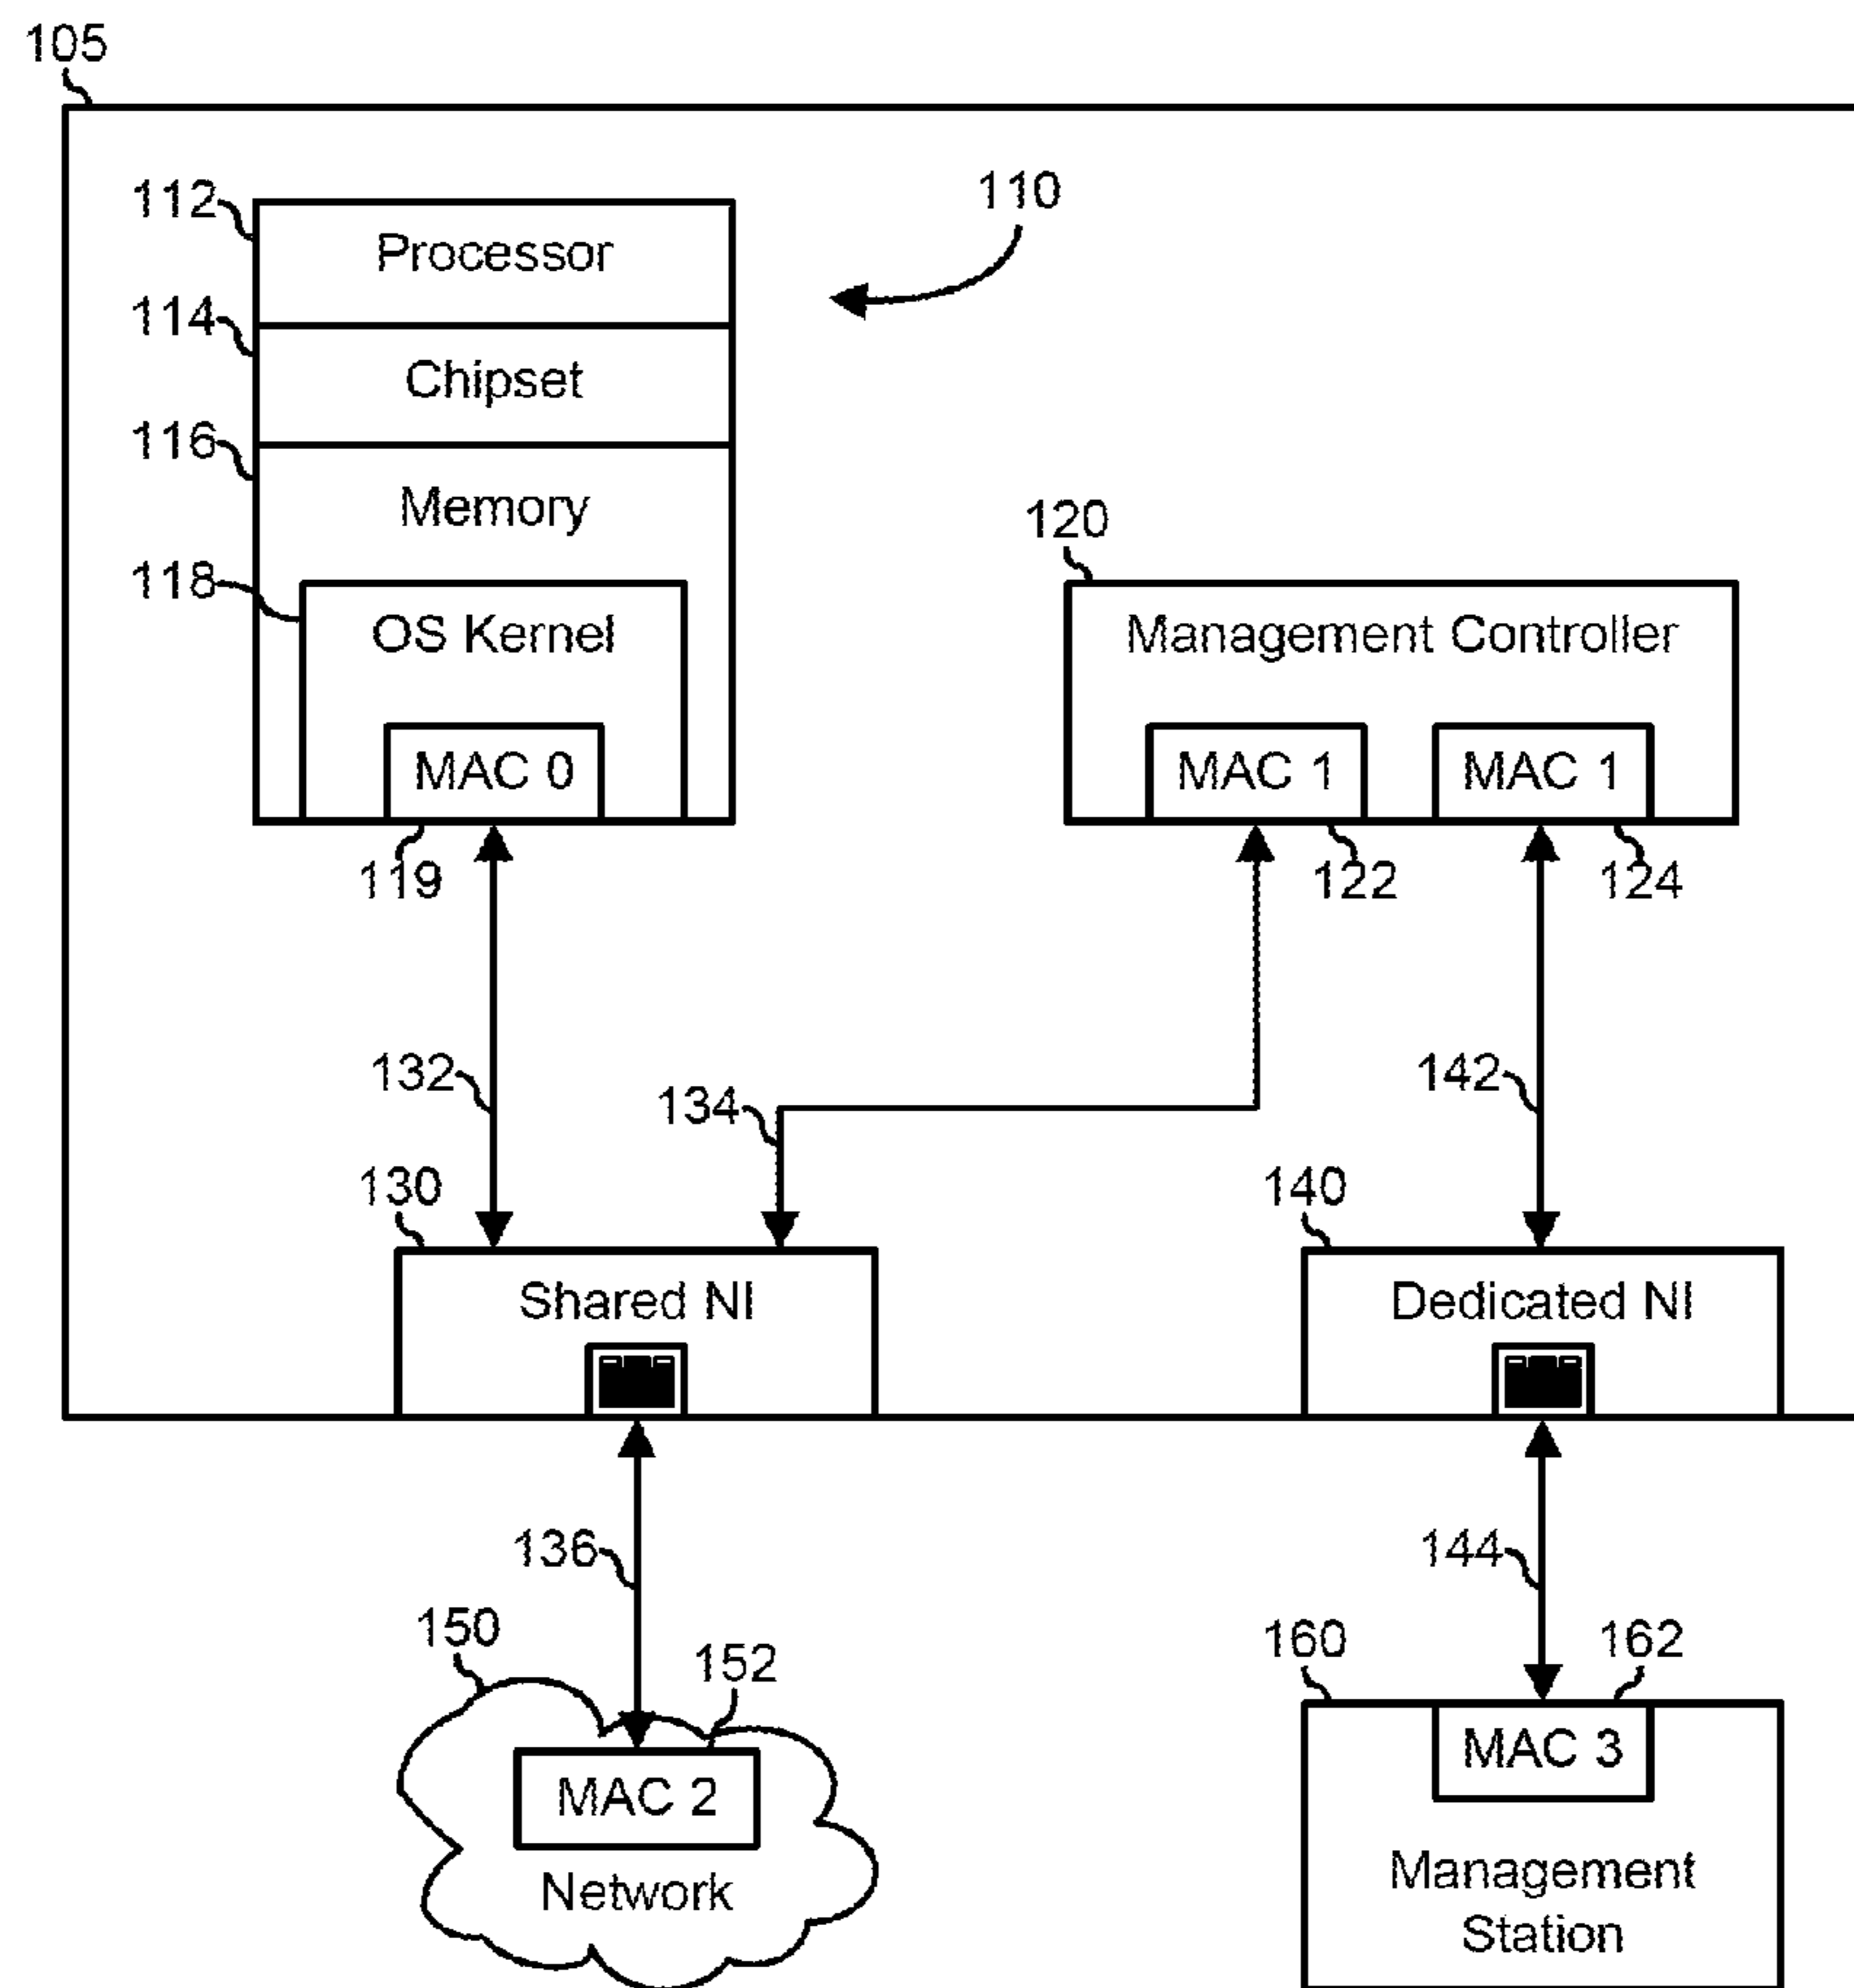 105
112
Processor
110
114
Chipset
116
Memory
120
118
OS Kernel
Management Controller
MAC 0
MAC 1
MAC 1
119
122
124
132
134
142
130
140
Shared NI
Dedicated NI
136
144
150
152
160
162
MAC 2
MAC 3
Network
Management
Station